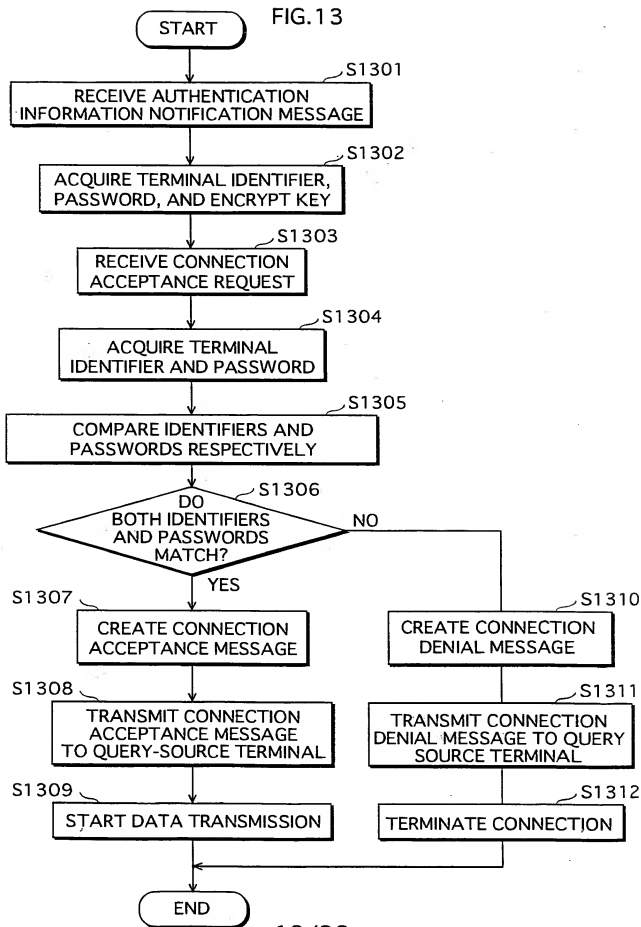 FIG.13
START
S1301
RECEIVE AUTHENTICATION
INFORMATION NOTIFICATION MESSAGE
S1302
ACQUIRE TERMINAL IDENTIFIER,
PASSWORD, AND ENCRYPT KEY
S1303
RECEIVE CONNECTION
ACCEPTANCE REQUEST
S1304
ACQUIRE TERMINAL
IDENTIFIER AND PASSWORD
S1305
COMPARE IDENTIFIERS AND
PASSWORDS RESPECTIVELY
S1306
DO
BOTH IDENTIFIERS
AND PASSWORDS
MATCH?
NO
YES
S1307
CREATE CONNECTION
ACCEPTANCE MESSAGE
S1308
TRANSMIT CONNECTION
ACCEPTANCE MESSAGE
TO QUERY-SOURCE TERMINAL
S1309
START DATA TRANSMISSION
S1310
CREATE CONNECTION
DENIAL MESSAGE
S1311
TRANSMIT CONNECTION
DENIAL MESSAGE TO QUERY
SOURCE TERMINAL
S1312
TERMINATE CONNECTION
END